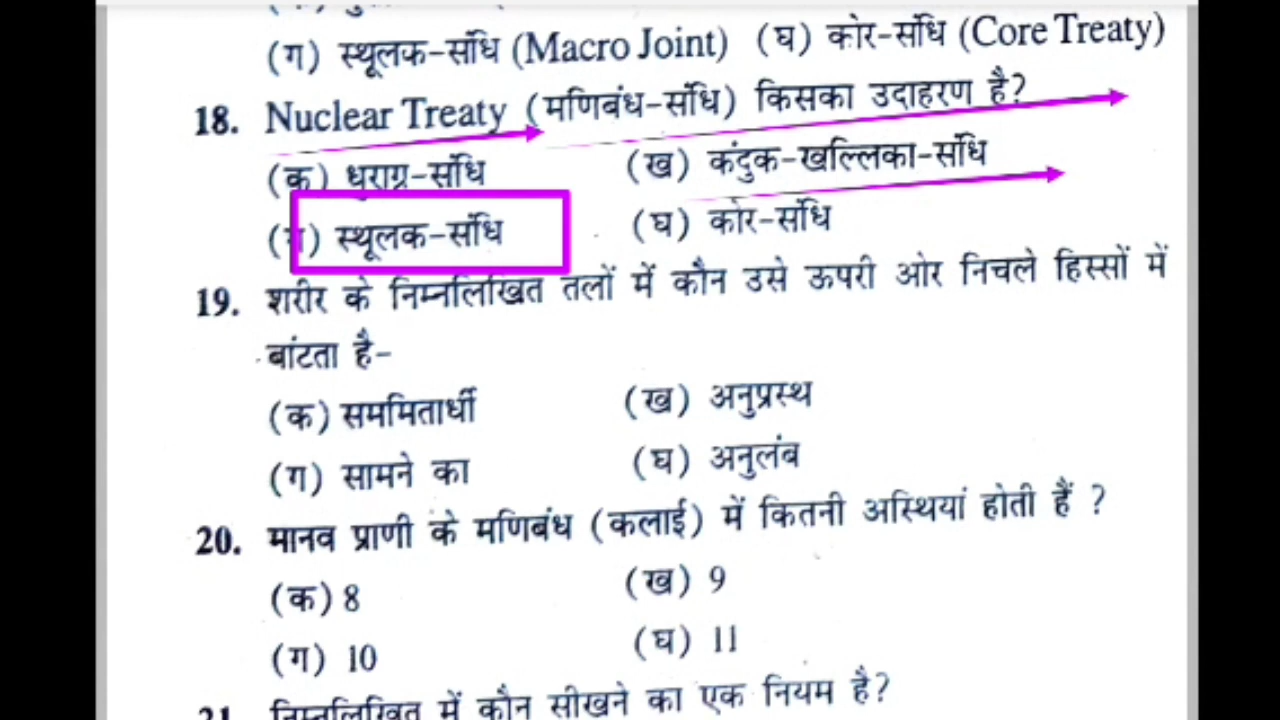 (ग) स्थूलक-संधि (Macro Joint) (घ) कोर-संधि (Core Treaty)
18. Nuclear Treaty (मणिबंध-संधि) किसका उदाहरण है?
(क) धुराग्र-संधि (ख) कंदुक-खल्लिका-संधि
(ग) स्थूलक-संधि (घ) कोर-संधि
19. शरीर के निम्नलिखित तलों में कौन उसे ऊपरी ओर निचले हिस्सों में
बांटता है-
(क) सममितार्धी (ख) अनुप्रस्थ
(ग) सामने का (घ) अनुलंब
20. मानव प्राणी के मणिबंध (कलाई) में कितनी अस्थियां होती हैं ?
(क) 8 (ख) 9
(ग) 10 (घ) 11
21. निम्नलिखित में कौन सीखने का एक नियम है?